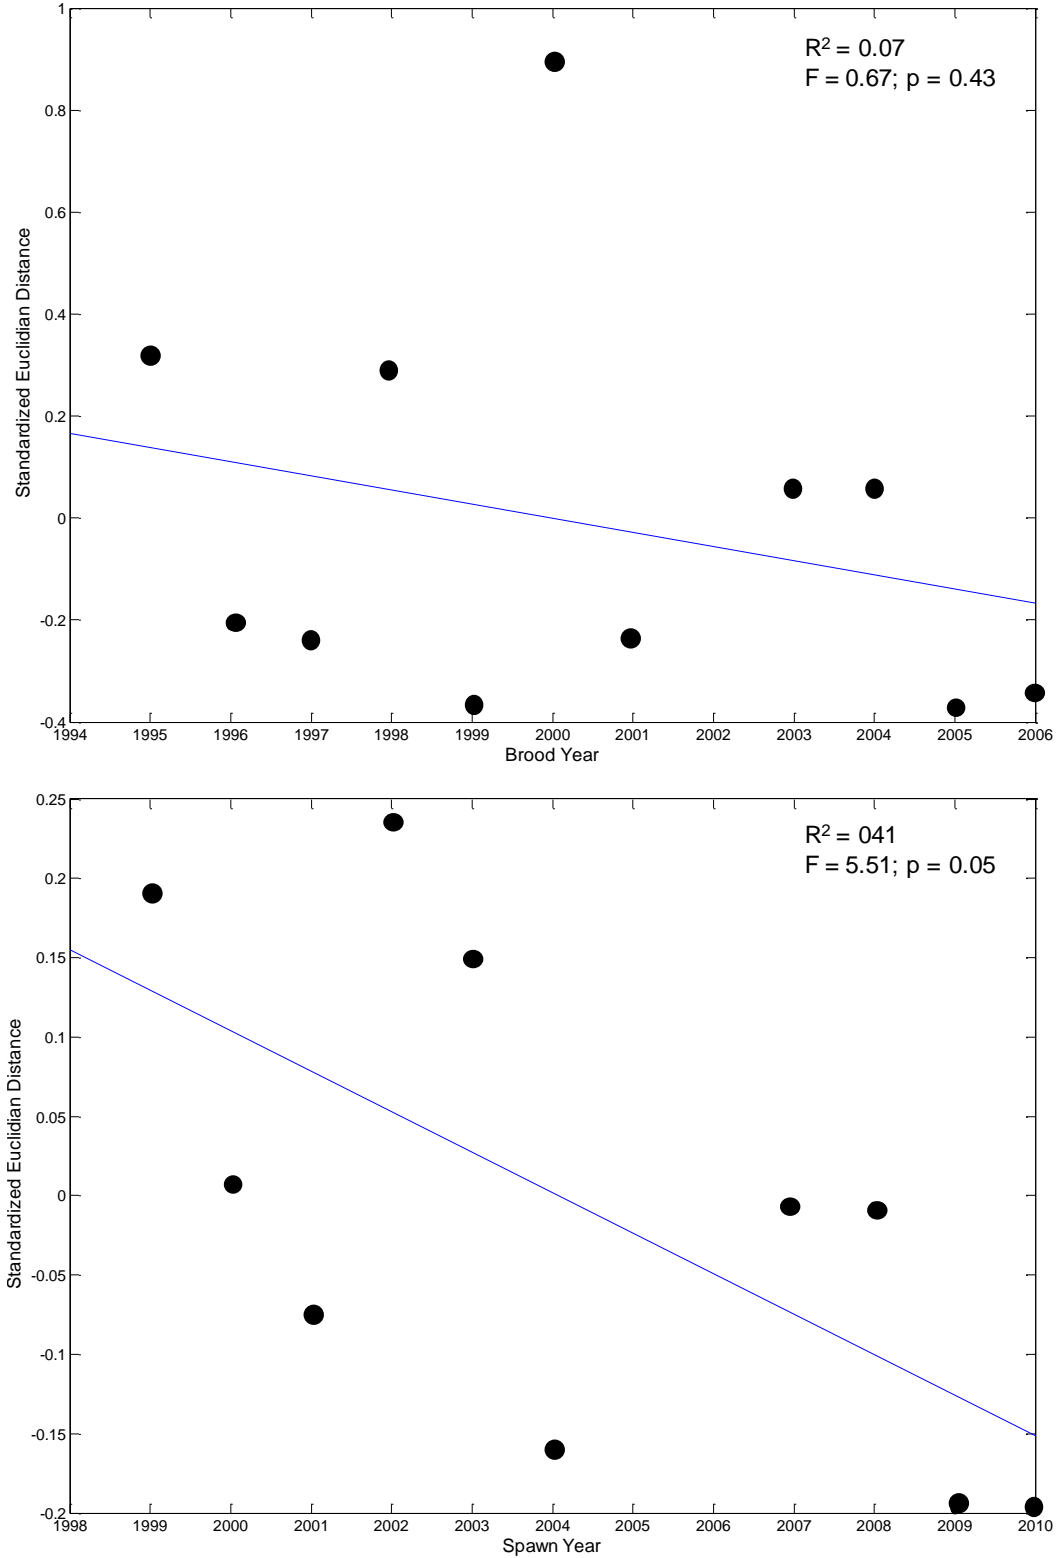 1
R² = 0.07
F = 0.67; p = 0.43
0.8
0.6
Standardized Euclidian Distance
0.4
0.2
0
-0.2
-0.4
1994 1995 1996 1997 1998 1999 2000 2001 2002 2003 2004 2005 2006
Brood Year
0.25
R² = 041
F = 5.51; p = 0.05
0.2
0.15
0.1
Standardized Euclidian Distance
0.05
0
-0.05
-0.1
-0.15
-0.2
1998 1999 2000 2001 2002 2003 2004 2005 2006 2007 2008 2009 2010
Spawn Year